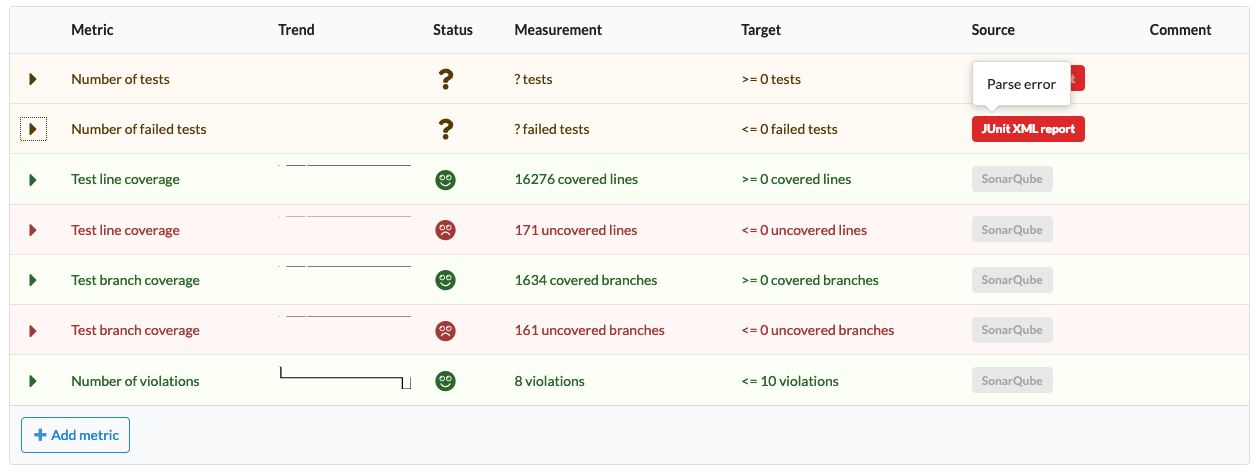 Metric Trend Status Measurement Target Source Comment
Number of tests ? ? tests >= 0 tests
Parse error
Number of failed tests ? ? failed tests <= 0 failed tests JUnit XML report
Test line coverage 16276 covered lines >= 0 covered lines SonarQube
Test line coverage 171 uncovered lines <= 0 uncovered lines SonarQube
Test branch coverage 1634 covered branches >= 0 covered branches SonarQube
Test branch coverage 161 uncovered branches <= 0 uncovered branches SonarQube
Number of violations 8 violations <= 10 violations SonarQube
Add metric